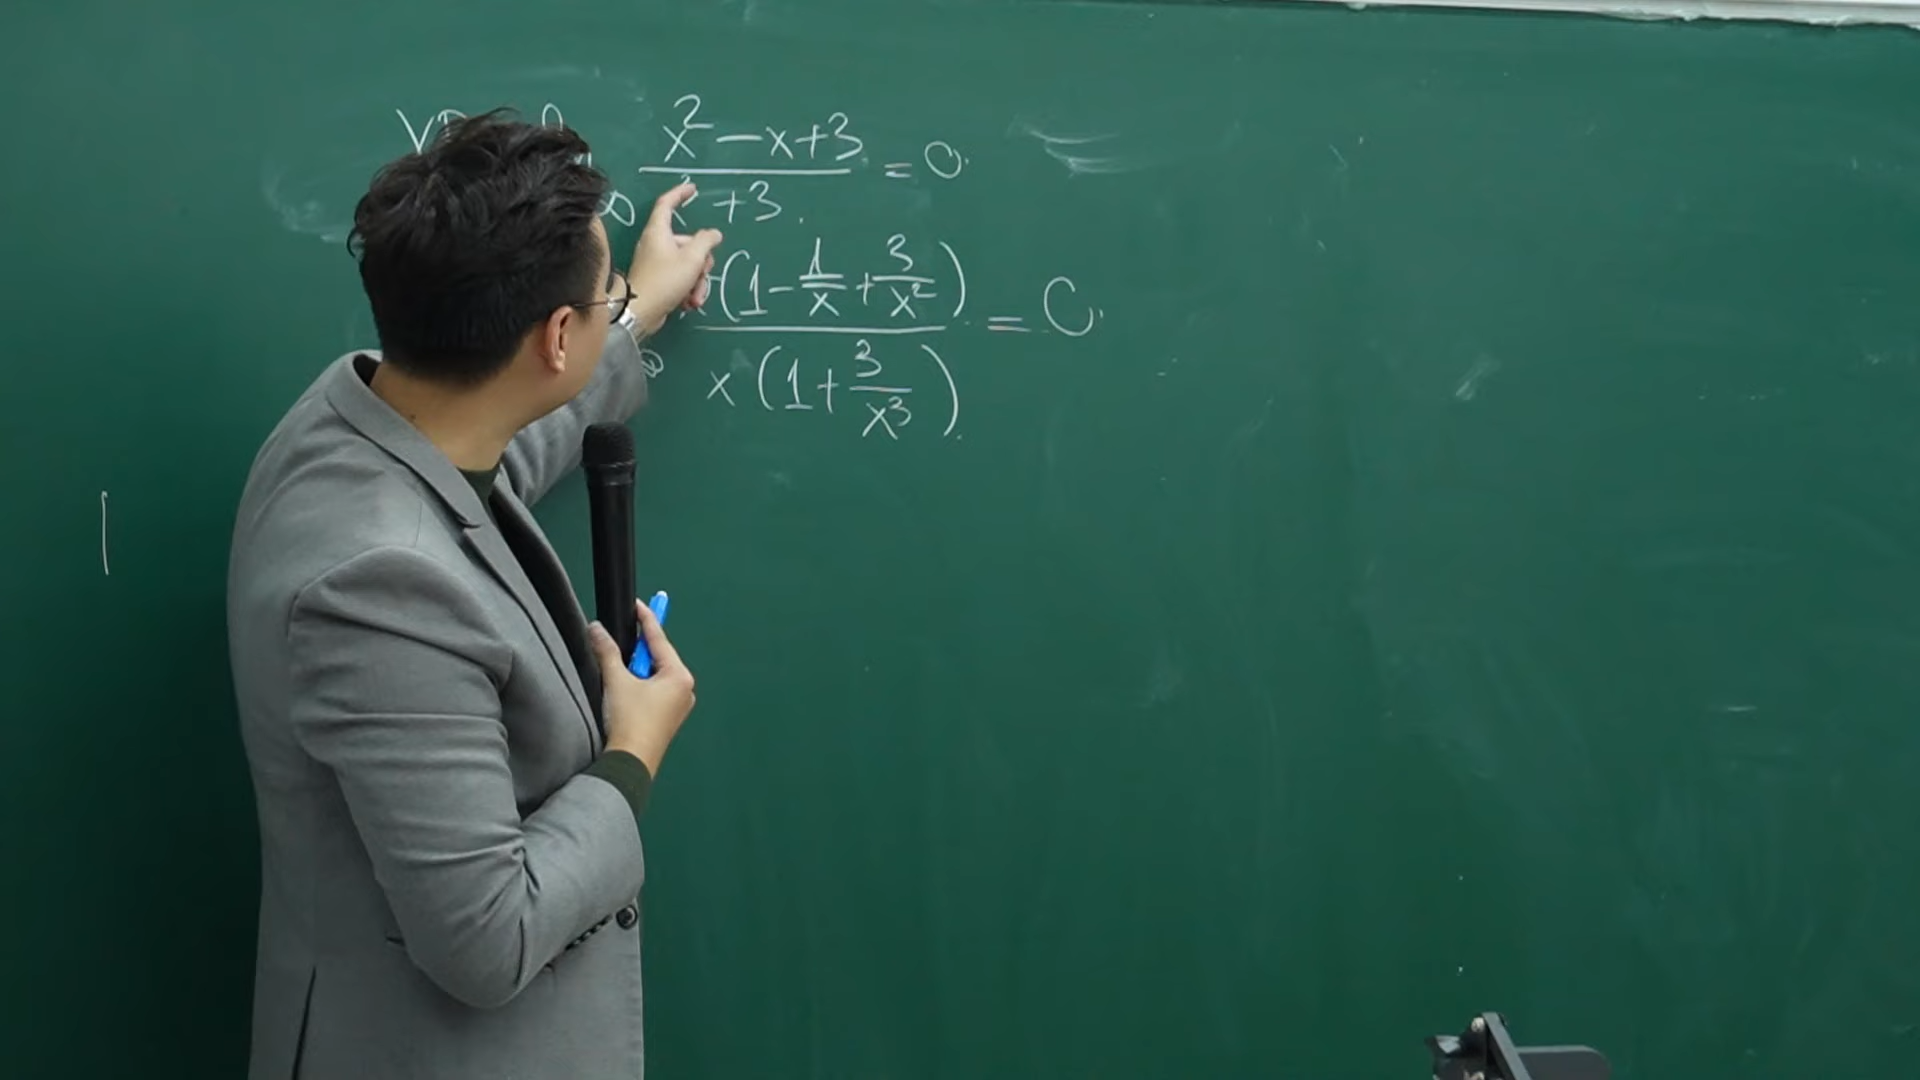 x² - x + 3
= 0.
+ 3.
(1 - 1/x + 3/x²)
= 0.
x (1 + 3/x³).